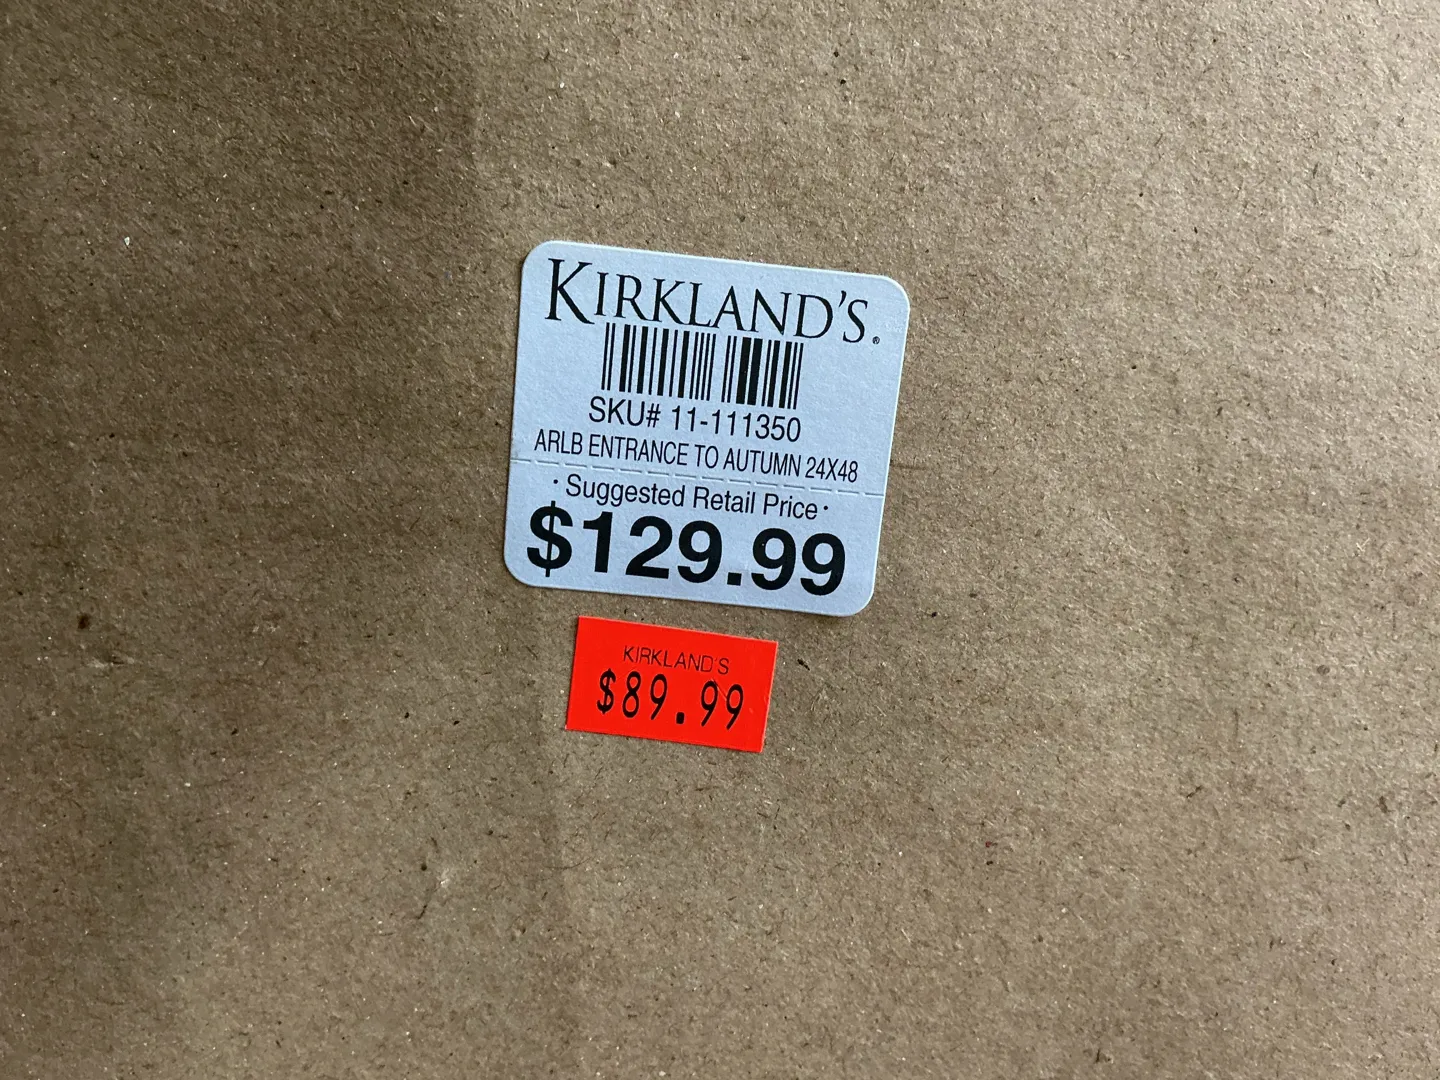 KIRKLAND'S®
SKU# 11-111350
ARLB ENTRANCE TO AUTUMN 24X48
· Suggested Retail Price ·
$129.99
KIRKLAND'S
$89.99